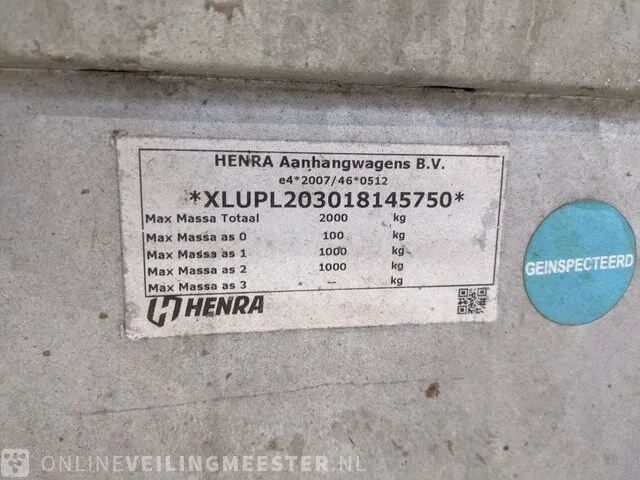 HENRA Aanhangwagens B.V.
e4*2007/46*0512
*XLUPL203018145750*
Max Massa Totaal 2000 kg
Max Massa as 0 100 kg
Max Massa as 1 1000 kg
Max Massa as 2 1000 kg
Max Massa as 3 -- kg
HENRA
GEINSPECTEERD
ONLINEVEILINGMEESTER.NL